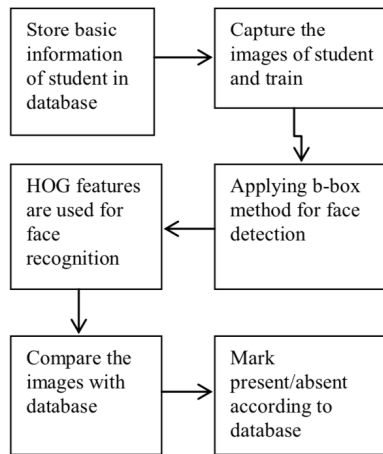 Store basic
information
of student in
database
Capture the
images of student
and train
Applying b-box
method for face
detection
HOG features
are used for
face
recognition
Compare the
images with
database
Mark
present/absent
according to
database